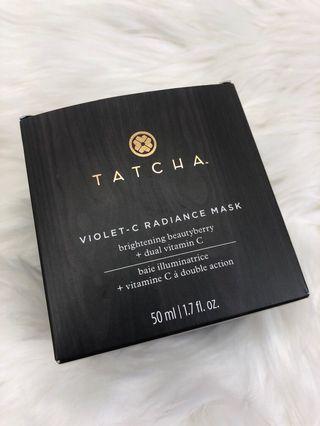 TATCHA.
VIOLET-C RADIANCE MASK
brightening beautyberry
+ dual vitamin C
baie illuminatrice
+ vitamine C à double action
50 ml | 1.7 fl. oz.